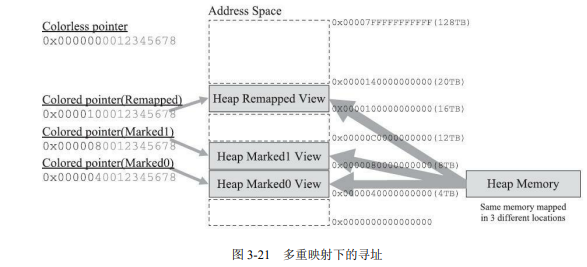 Address Space
Colorless pointer
0x0000000012345678
0x00007FFFFFFFFFFF(128TB)
0x0000140000000000(20TB)
Colored pointer(Remapped)
0x0000100012345678
Heap Remapped View
0x0000100000000000(16TB)
Colored pointer(Marked1)
0x0000080012345678
0x00000C0000000000(12TB)
Heap Marked1 View
0x0000080000000000(8TB)
Colored pointer(Marked0)
0x0000040012345678
Heap Marked0 View
0x0000040000000000(4TB)
Heap Memory
Same memory mapped
in 3 different locations
0x0000000000000000
图 3-21 多重映射下的寻址